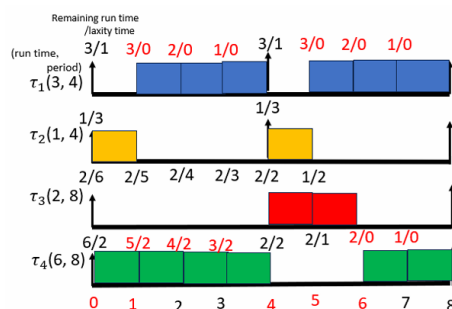 Remaining run time
/laxity time
3/1 3/0 2/0 1/0 3/1 3/0 2/0 1/0
(run time,
period)
τ₁(3, 4)
1/3 1/3
τ₂(1, 4)
2/6 2/5 2/4 2/3 2/2 1/2
τ₃(2, 8)
6/2 5/2 4/2 3/2 2/2 2/1 2/0 1/0
τ₄(6, 8)
0 1 2 3 4 5 6 7 8